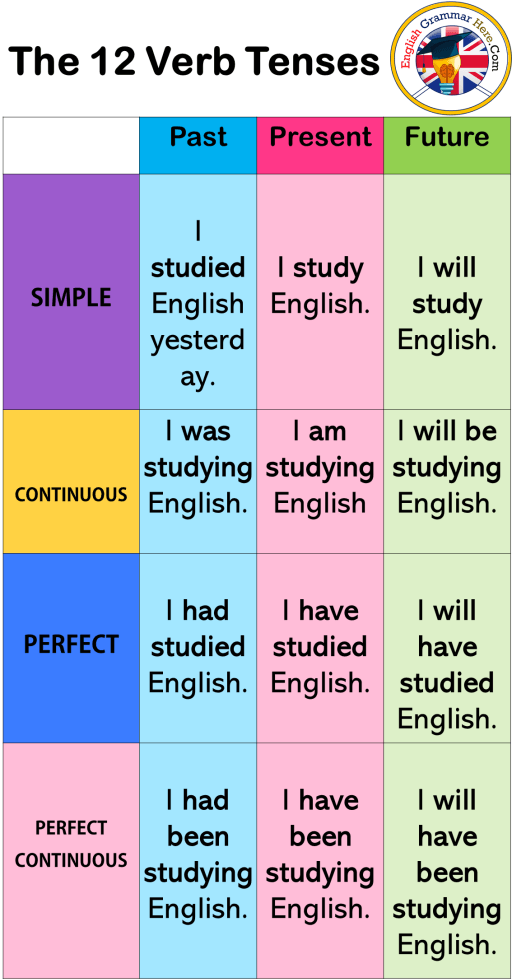 The 12 Verb Tenses
English Grammar Here.Com
Past
Present
Future
SIMPLE
I
studied
English
yesterd
ay.
I study
English.
I will
study
English.
CONTINUOUS
I was
studying
English.
I am
studying
English
I will be
studying
English.
PERFECT
I had
studied
English.
I have
studied
English.
I will
have
studied
English.
PERFECT
CONTINUOUS
I had
been
studying
English.
I have
been
studying
English.
I will
have
been
studying
English.